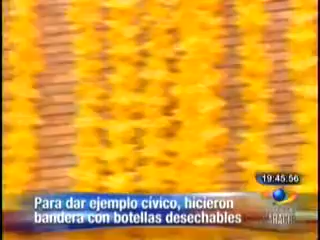 19:45:56
Para dar ejemplo cívico, hicieron
bandera con botellas desechables